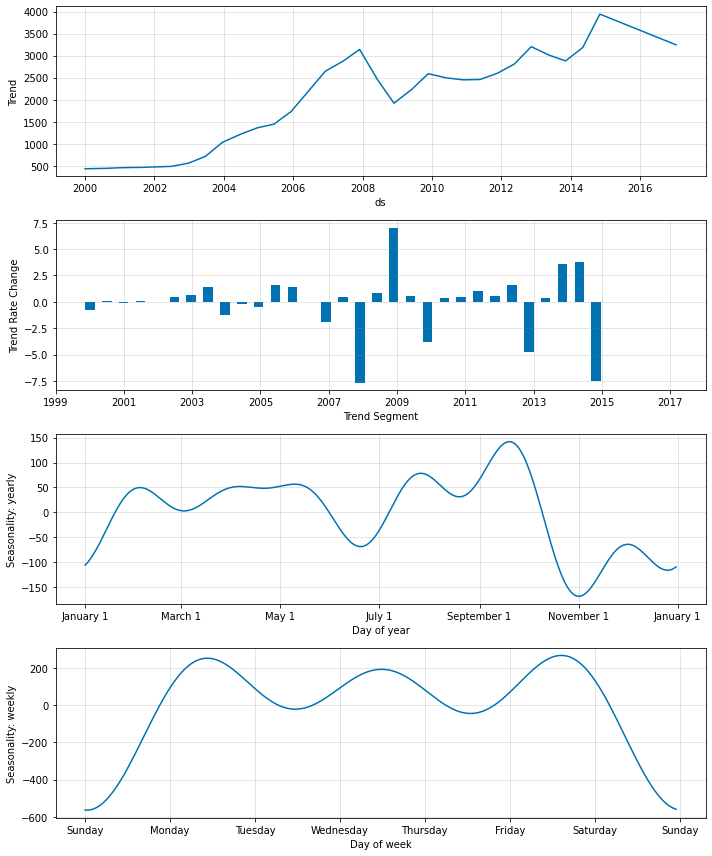 4000
3500
3000
2500
2000
1500
1000
500
Trend
2000 2002 2004 2006 2008 2010 2012 2014 2016
ds
7.5
5.0
2.5
0.0
−2.5
−5.0
−7.5
Trend Rate Change
1999 2001 2003 2005 2007 2009 2011 2013 2015 2017
Trend Segment
150
100
50
0
−50
−100
−150
Seasonality: yearly
January 1 March 1 May 1 July 1 September 1 November 1 January 1
Day of year
200
0
−200
−400
−600
Seasonality: weekly
Sunday Monday Tuesday Wednesday Thursday Friday Saturday Sunday
Day of week